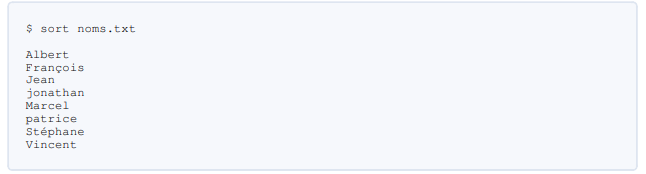 $ sort noms.txt
Albert
François
Jean
jonathan
Marcel
patrice
Stéphane
Vincent